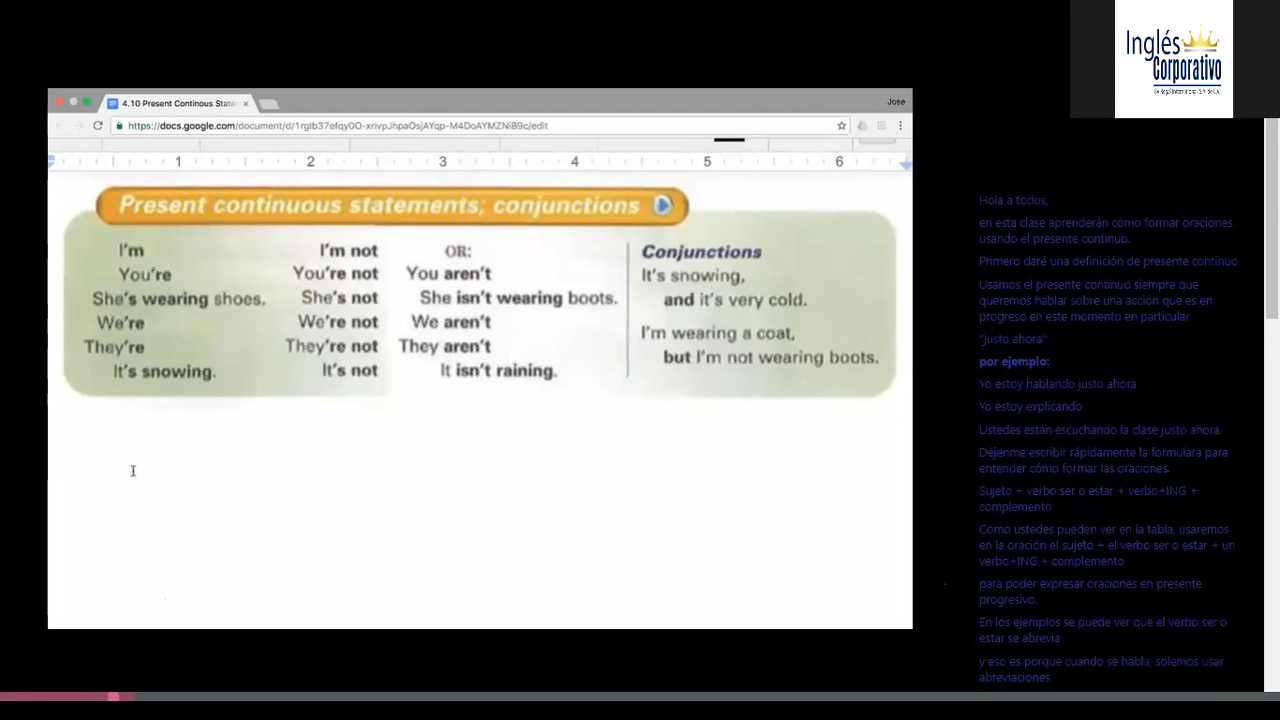 Inglés
Corporativo
By Regal International S.A. de C.V.
4.10 Present Continous State
Jose
1 2 3 4 5 6
Present continuous statements; conjunctions
I'm I'm not OR: Conjunctions
You're You're not You aren't It's snowing,
She's wearing shoes. She's not She isn't wearing boots. and it's very cold.
We're We're not We aren't I'm wearing a coat,
They're They're not They aren't but I'm not wearing boots.
It's snowing. It's not It isn't raining.
Hola a todos,
en esta clase aprenderán cómo formar oraciones
usando el presente continuo.
Primero daré una definición de presente continuo
Usamos el presente continuo siempre que
queremos hablar sobre una acción que es en
progreso en este momento en particular
"justo ahora"
por ejemplo:
Yo estoy hablando justo ahora
Yo estoy explicando
Ustedes están escuchando la clase justo ahora.
Déjenme escribir rápidamente la formulara para
entender cómo formar las oraciones.
Sujeto + verbo ser o estar + verbo+ING +
complemento
Como ustedes pueden ver en la tabla, usaremos
en la oración el sujeto + el verbo ser o estar + un
verbo+ING + complemento
para poder expresar oraciones en presente
progresivo.
En los ejemplos se puede ver que el verbo ser o
estar se abrevia
y eso es porque cuando se habla, solemos usar
abreviaciones.